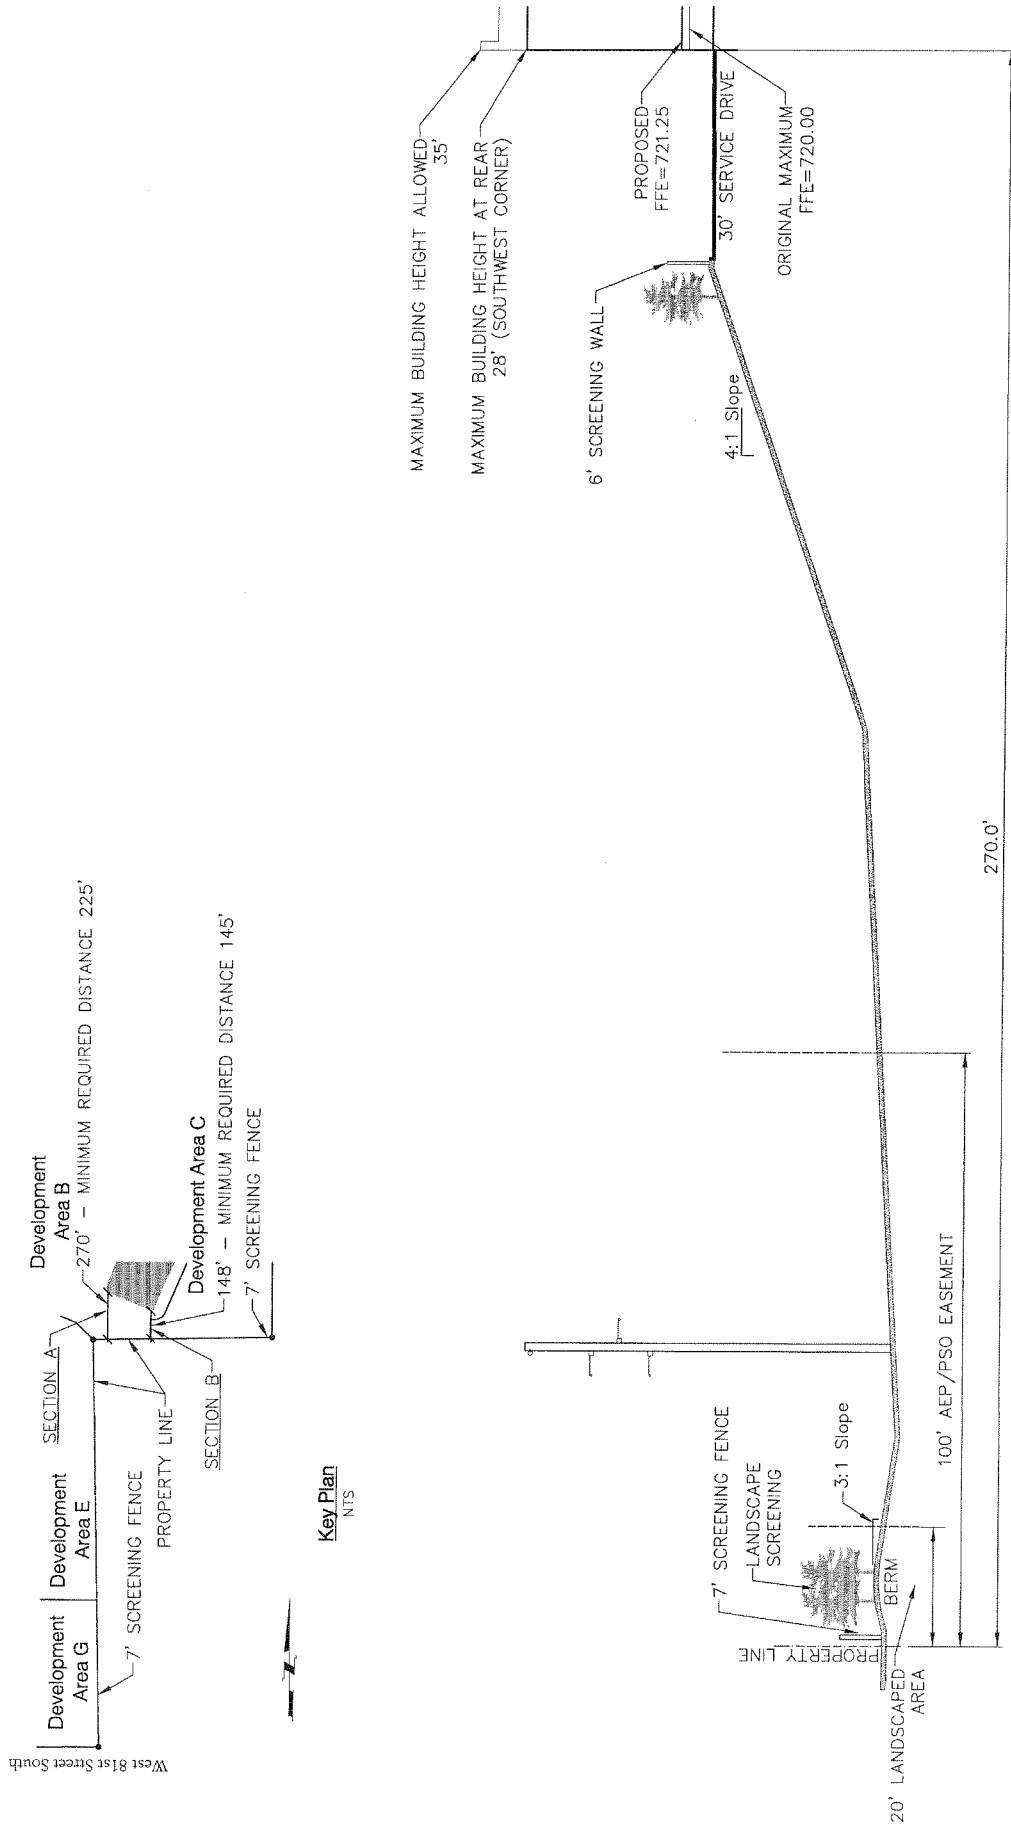 West 81st Street South
Development
Area G
Development
Area E
7' SCREENING FENCE
PROPERTY LINE
SECTION A
SECTION B
Development
Area B
270' - MINIMUM REQUIRED DISTANCE 225'
Development Area C
148' - MINIMUM REQUIRED DISTANCE 145'
7' SCREENING FENCE
Key Plan
NTS
MAXIMUM BUILDING HEIGHT ALLOWED
35'
MAXIMUM BUILDING HEIGHT AT REAR
28' (SOUTHWEST CORNER)
6' SCREENING WALL
PROPOSED
FFE=721.25
30' SERVICE DRIVE
ORIGINAL MAXIMUM
FFE=720.00
4:1 Slope
7' SCREENING FENCE
LANDSCAPE
SCREENING
3:1 Slope
PROPERTY LINE
BERM
20' LANDSCAPED
AREA
100' AEP/PSO EASEMENT
270.0'